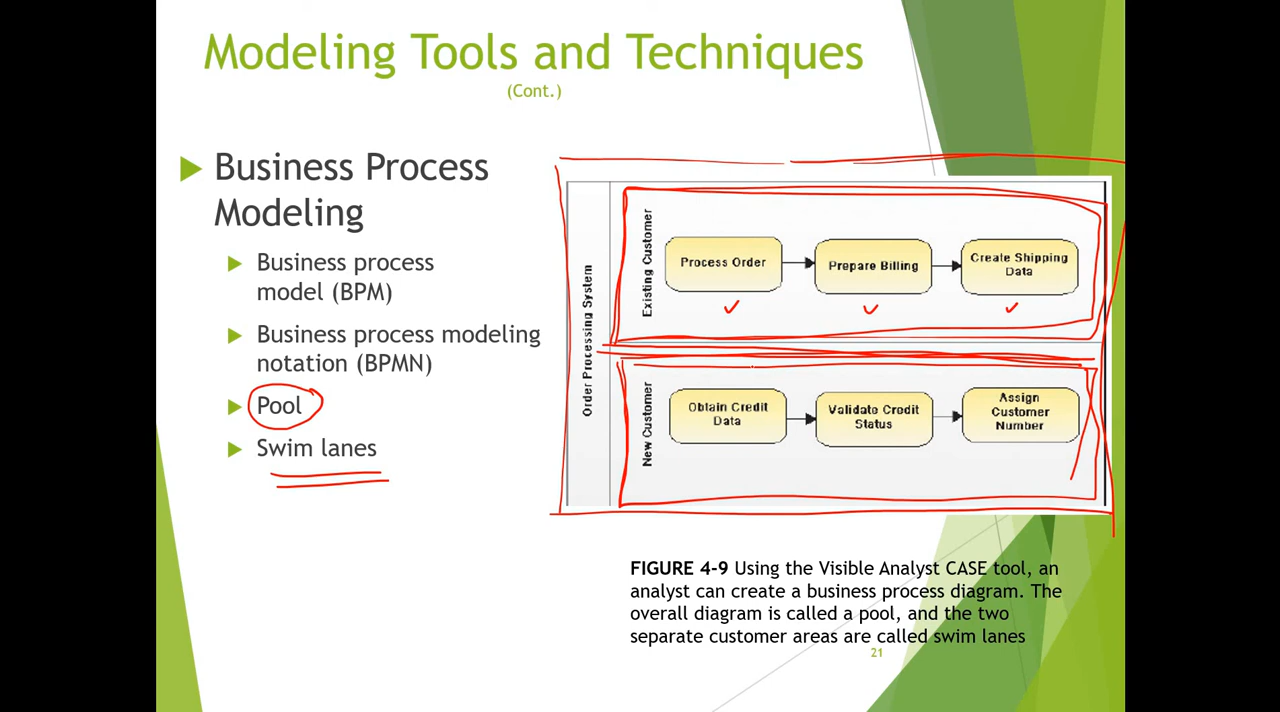 Modeling Tools and Techniques
(Cont.)
Business Process
Modeling
Business process
model (BPM)
Business process modeling
notation (BPMN)
Pool
Swim lanes
Order Processing System
Existing Customer
Process Order
Prepare Billing
Create Shipping
Data
New Customer
Obtain Credit
Data
Validate Credit
Status
Assign
Customer
Number
FIGURE 4-9 Using the Visible Analyst CASE tool, an
analyst can create a business process diagram. The
overall diagram is called a pool, and the two
separate customer areas are called swim lanes
21